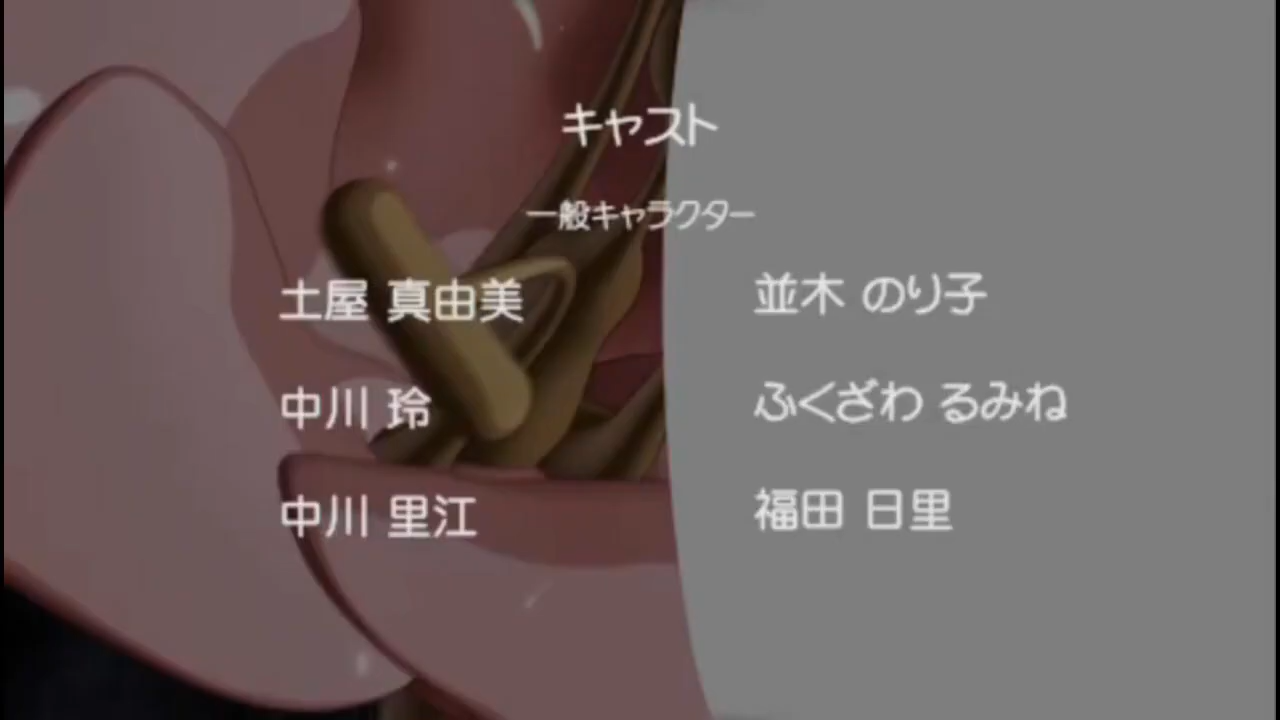 キャスト
一般キャラクター
土屋 真由美 並木 のり子
中川 玲 ふくざわ るみね
中川 里江 福田 日里